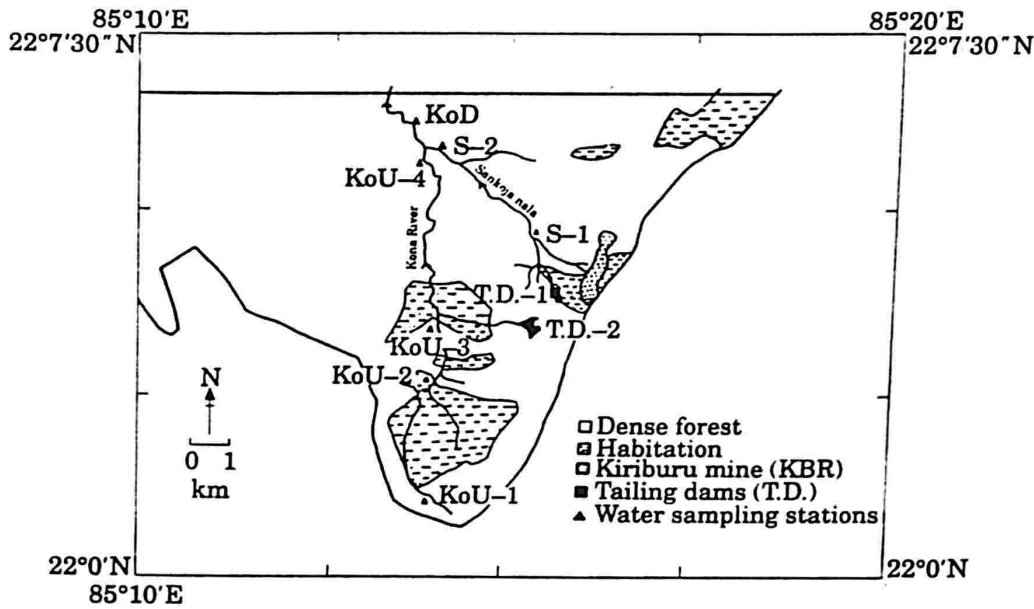 85°10′E
85°20′E
22°7′30″N
22°7′30″N
KoD
S–2
KoU–4
Sankoja nala
Kona River
S–1
T.D.–1
T.D.–2
KoU–3
KoU–2
N
0 1
km
Dense forest
Habitation
Kiriburu mine (KBR)
Tailing dams (T.D.)
Water sampling stations
KoU–1
22°0′N
22°0′N
85°10′E